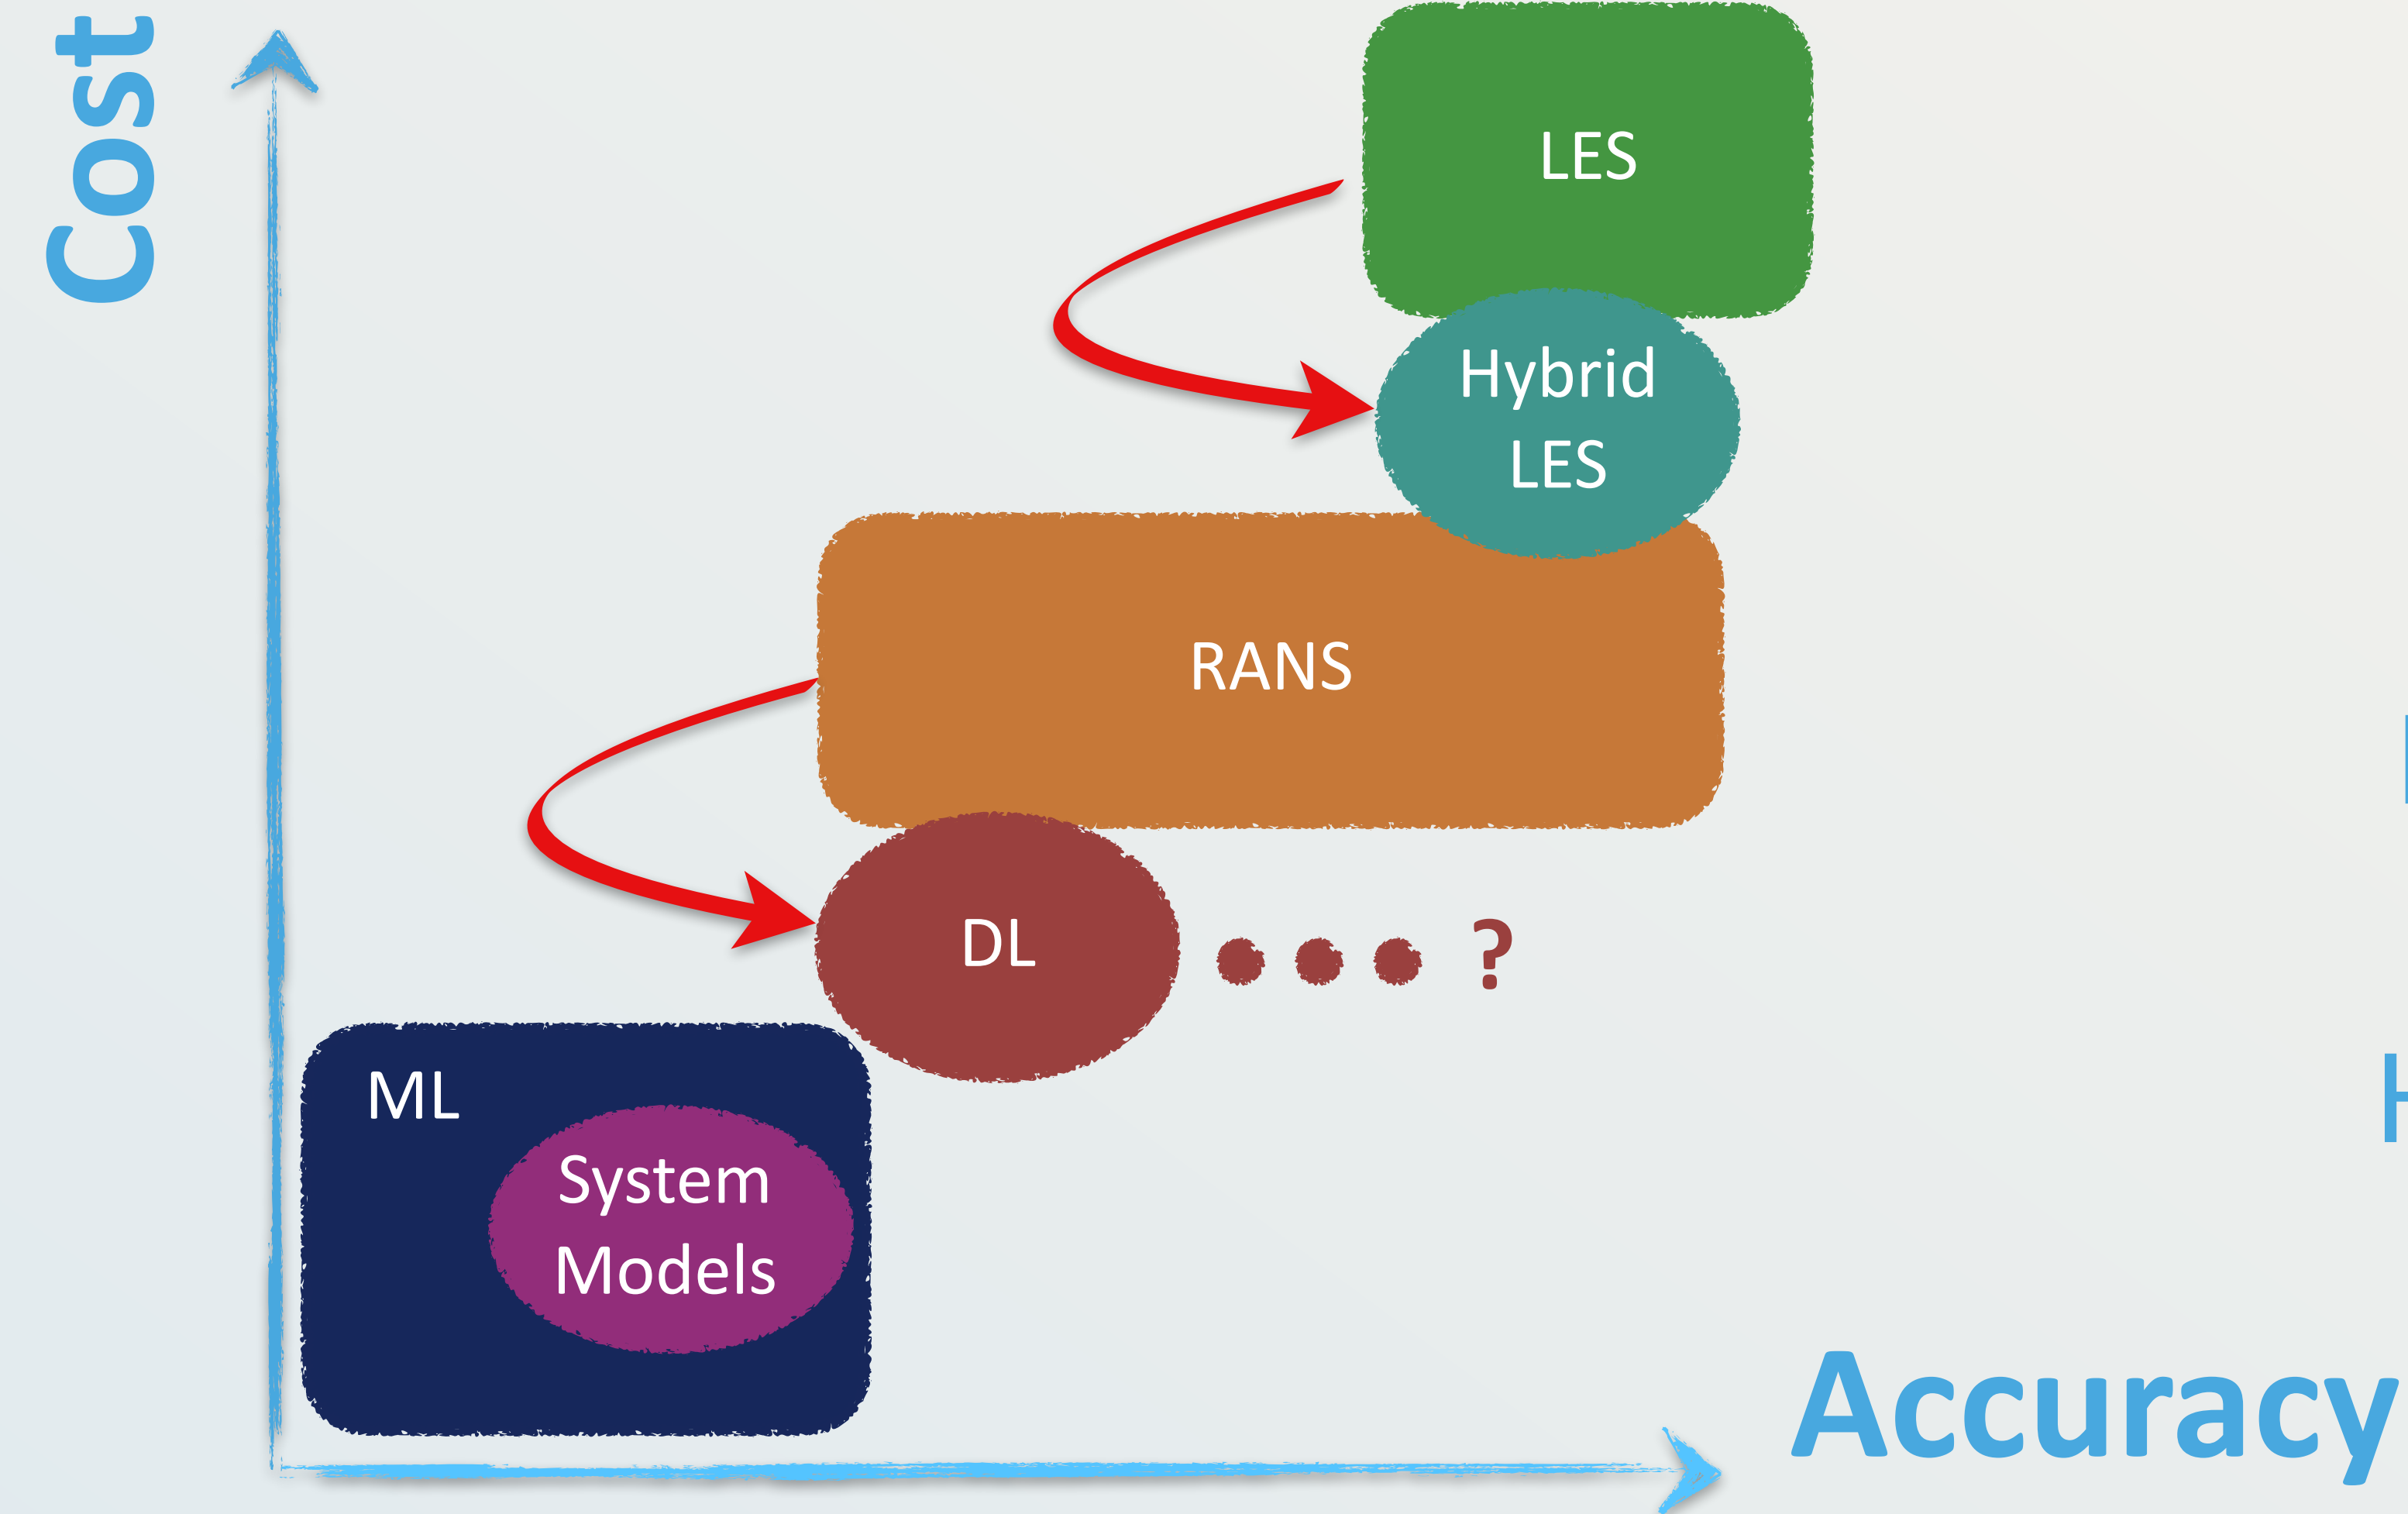 Cost
LES
Hybrid
LES
RANS
DL
?
ML
System
Models
Accuracy